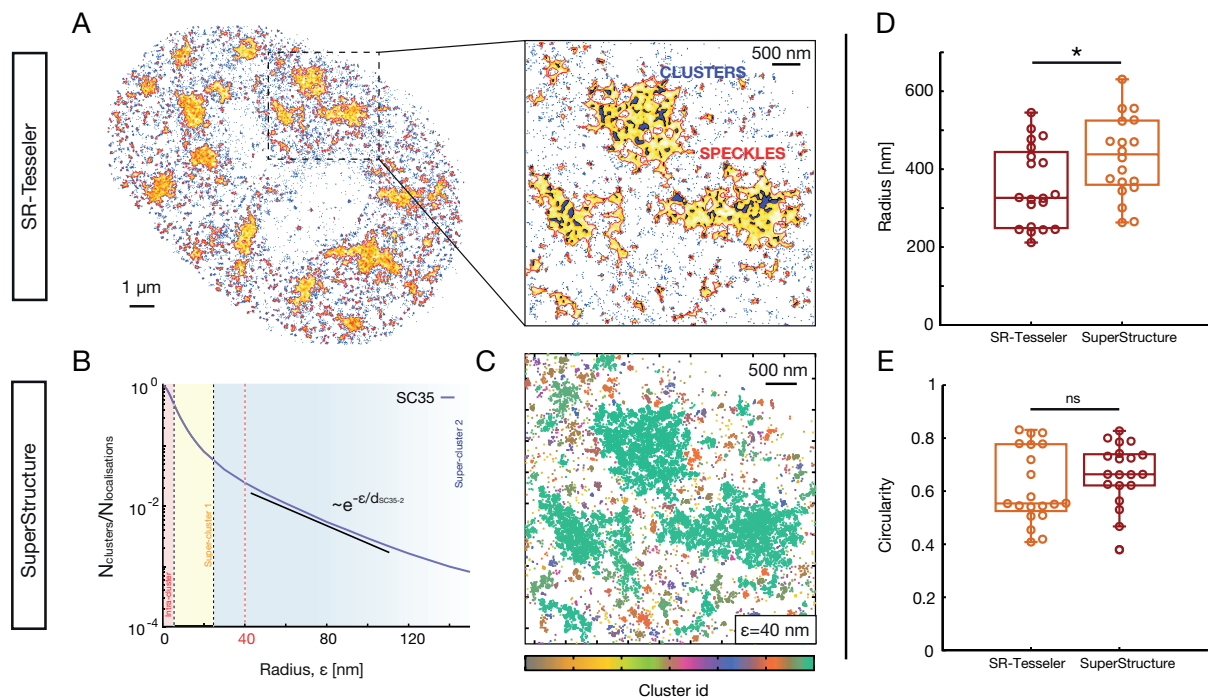 SR-Tesseler
A
CLUSTERS
SPECKLES
500 nm
1 µm
SuperStructure
B
Nclusters/Nlocalisations
10^0
10^-2
10^-4
Intra-cluster
Super-cluster 1
Super-cluster 2
SC35
~e^-ε/dSC35-2
0
40
80
120
Radius, ε [nm]
C
500 nm
ε=40 nm
Cluster id
D
*
Radius [nm]
600
400
200
0
SR-Tesseler
SuperStructure
E
ns
Circularity
1
0.8
0.6
0.4
0.2
0
SR-Tesseler
SuperStructure